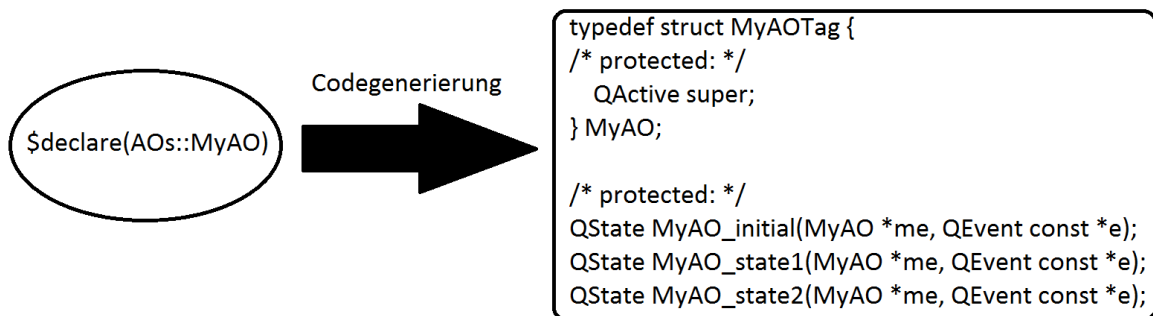 $declare(AOs::MyAO)
Codegenerierung
typedef struct MyAOTag {
/* protected: */
    QActive super;
} MyAO;

/* protected: */
QState MyAO_initial(MyAO *me, QEvent const *e);
QState MyAO_state1(MyAO *me, QEvent const *e);
QState MyAO_state2(MyAO *me, QEvent const *e);